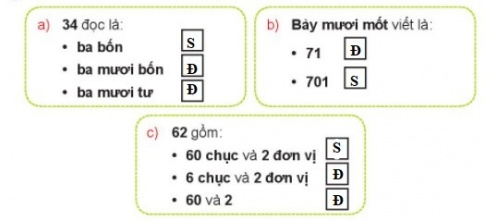 a) 34 đọc là:
• ba bốn S
• ba mươi bốn Đ
• ba mươi tư Đ
b) Bảy mươi mốt viết là:
• 71 Đ
• 701 S
c) 62 gồm:
• 60 chục và 2 đơn vị S
• 6 chục và 2 đơn vị Đ
• 60 và 2 Đ